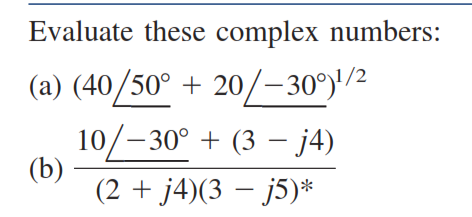 Evaluate these complex numbers:
(a) (40/50° + 20/−30°)1/2
10/−30° + (3 − j4)
(b)
(2 + j4)(3 − j5)*